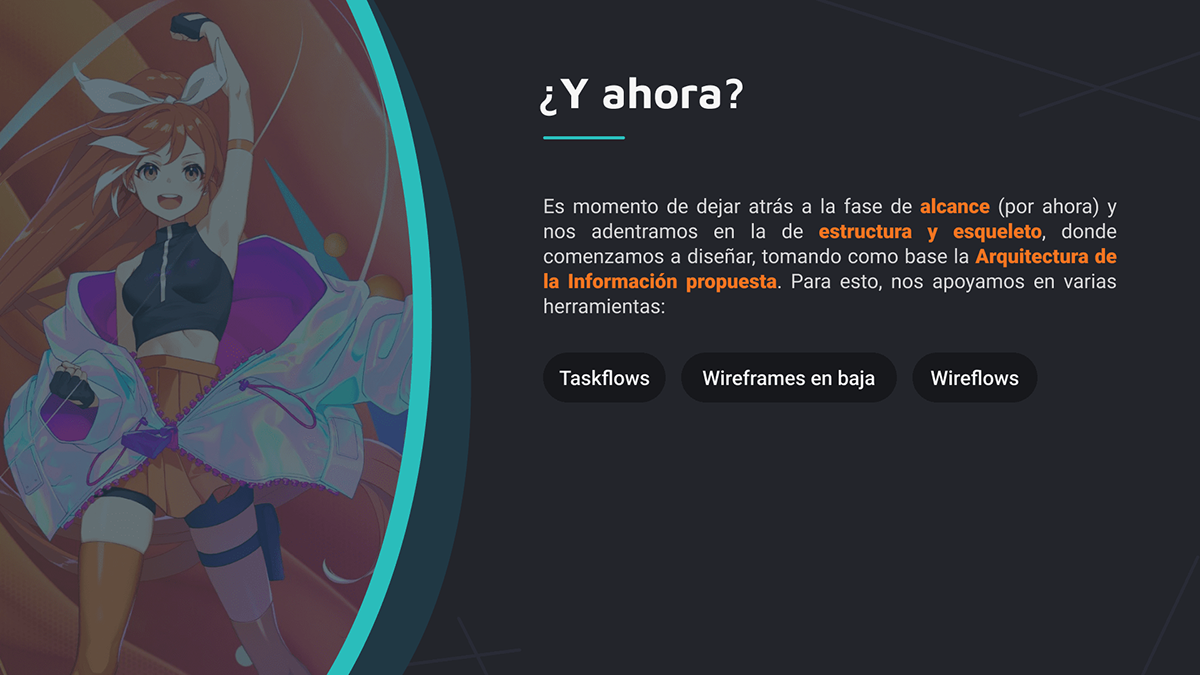 ¿Y ahora?
Es momento de dejar atrás a la fase de alcance (por ahora) y
nos adentramos en la de estructura y esqueleto, donde
comenzamos a diseñar, tomando como base la Arquitectura de
la Información propuesta. Para esto, nos apoyamos en varias
herramientas:
Taskflows
Wireframes en baja
Wireflows